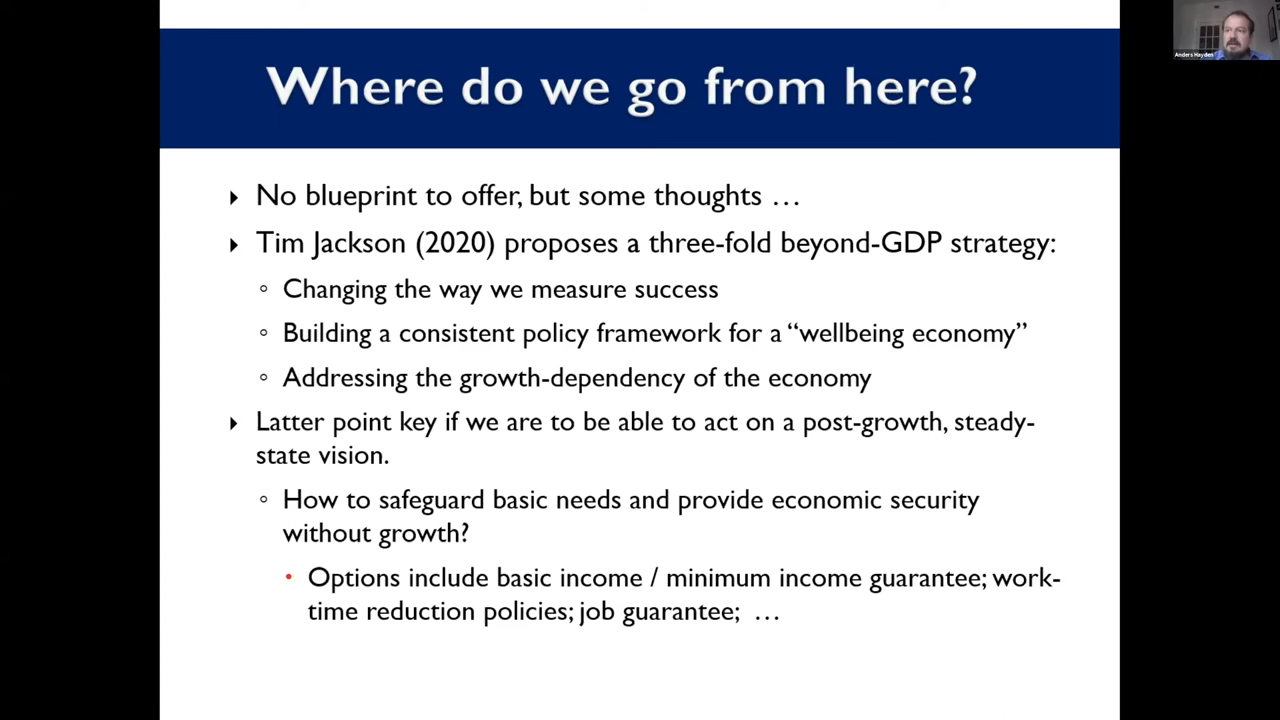 Where do we go from here?
Anders Hayden
No blueprint to offer, but some thoughts …
Tim Jackson (2020) proposes a three-fold beyond-GDP strategy:
Changing the way we measure success
Building a consistent policy framework for a “wellbeing economy”
Addressing the growth-dependency of the economy
Latter point key if we are to be able to act on a post-growth, steady-
state vision.
How to safeguard basic needs and provide economic security
without growth?
Options include basic income / minimum income guarantee; work-
time reduction policies; job guarantee; …